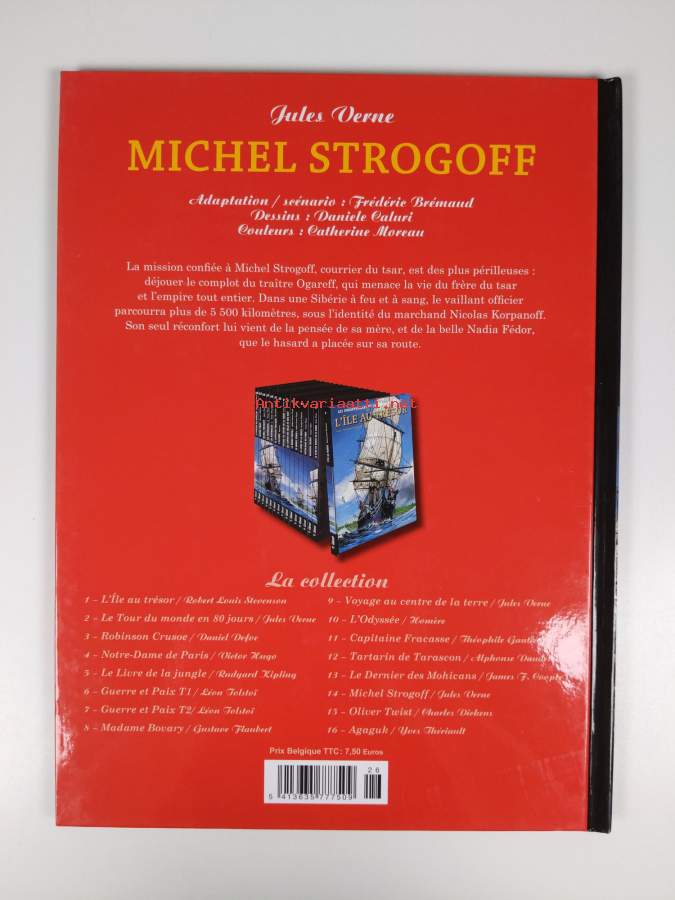 Jules Verne
MICHEL STROGOFF
Adaptation / scénario : Frédéric Brémaud
Dessins : Daniele Caluri
Couleurs : Catherine Moreau
La mission confiée à Michel Strogoff, courrier du tsar, est des plus périlleuses :
déjouer le complot du traître Ogareff, qui menace la vie du frère du tsar
et l'empire tout entier. Dans une Sibérie à feu et à sang, le vaillant officier
parcourra plus de 5 500 kilomètres, sous l'identité du marchand Nicolas Korpanoff.
Son seul réconfort lui vient de la pensée de sa mère, et de la belle Nadia Fédor,
que le hasard a placée sur sa route.
Antikvariaatti.net
L'ÎLE AU TRÉSOR
La collection
1 – L'Île au trésor / Robert Louis Stevenson
2 – Le Tour du monde en 80 jours / Jules Verne
3 – Robinson Crusoe / Daniel Defoe
4 – Notre-Dame de Paris / Victor Hugo
5 – Le Livre de la jungle / Rudyard Kipling
6 – Guerre et Paix T1 / Léon Tolstoï
7 – Guerre et Paix T2/ Léon Tolstoï
8 – Madame Bovary / Gustave Flaubert
9 – Voyage au centre de la terre / Jules Verne
10 – L'Odyssée / Homère
11 – Capitaine Fracasse / Théophile
12 – Tartarin de Tarascon / Alphonse
13 – Le Dernier des Mohicans / James F.
14 – Michel Strogoff / Jules Verne
15 – Oliver Twist / Charles Dickens
16 – Agaguk / Yves Thériault
Prix Belgique TTC : 7,50 Euros
26
5 413635 777509